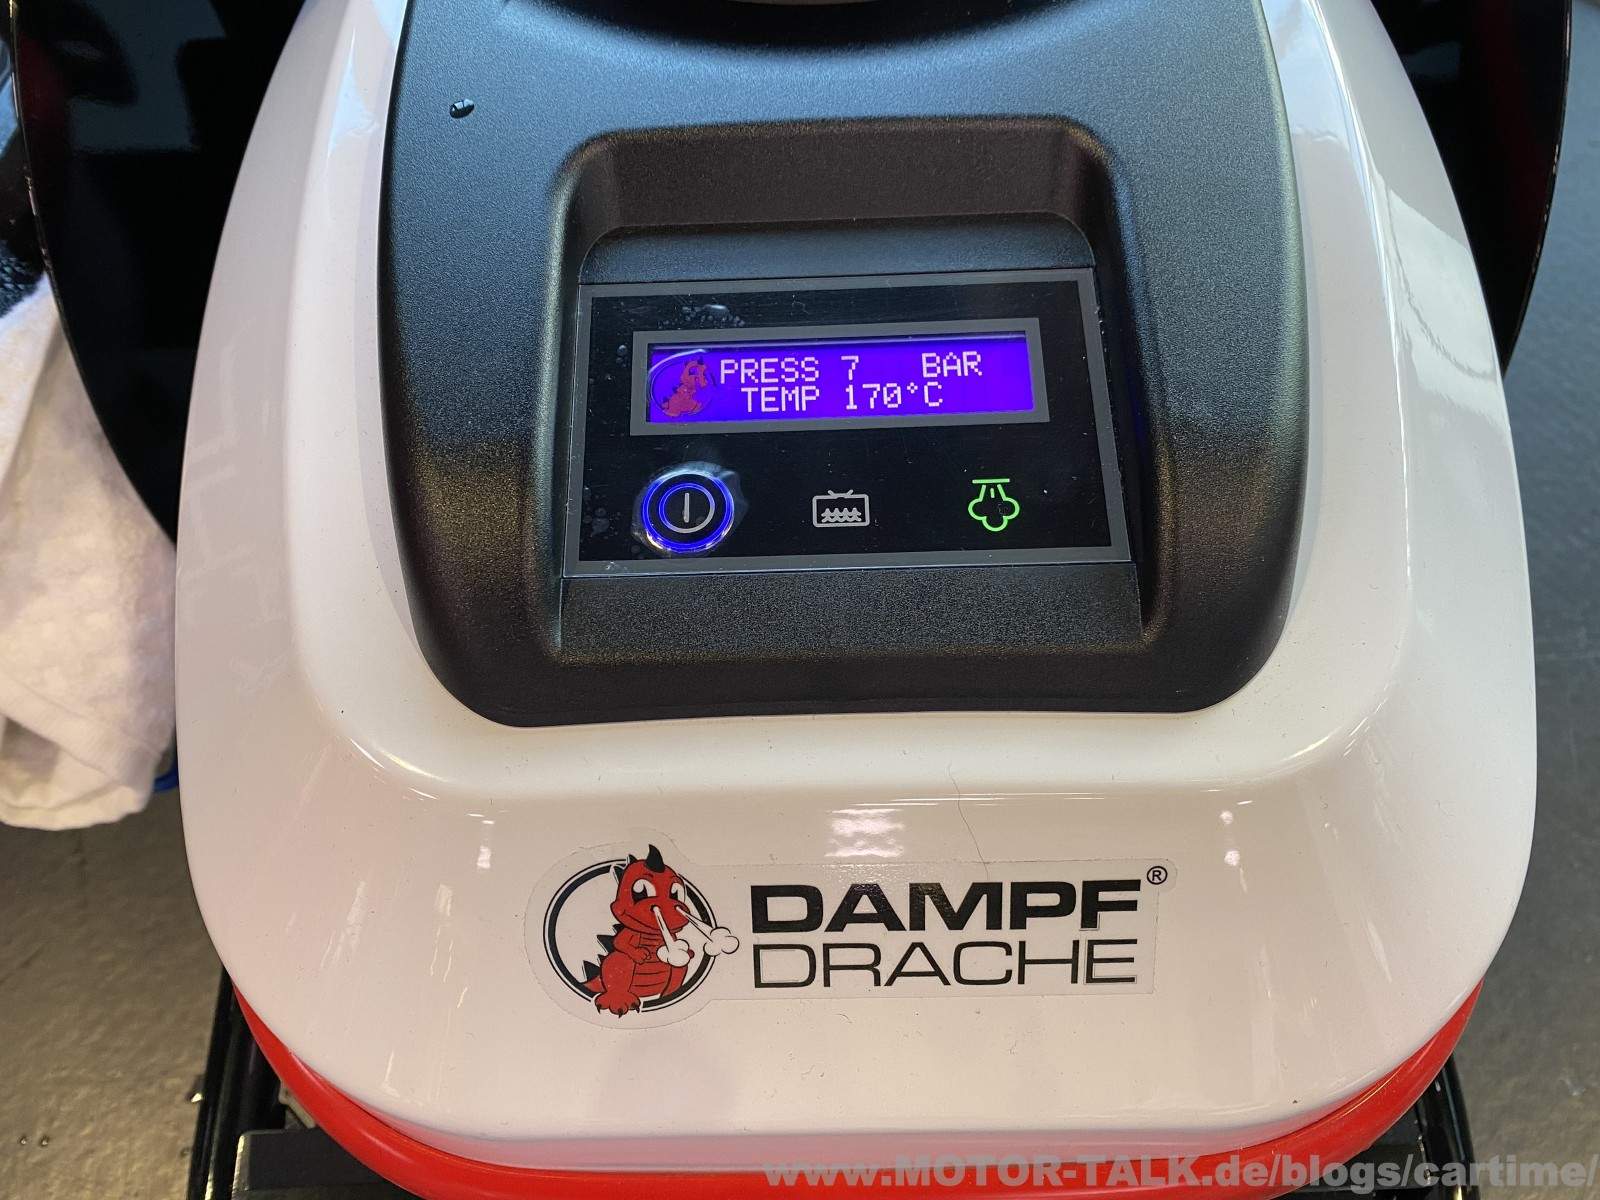 PRESS 7 BAR
TEMP 170°C
DAMPF®
DRACHE
www.MOTOR-TALK.de/blogs/cartime/